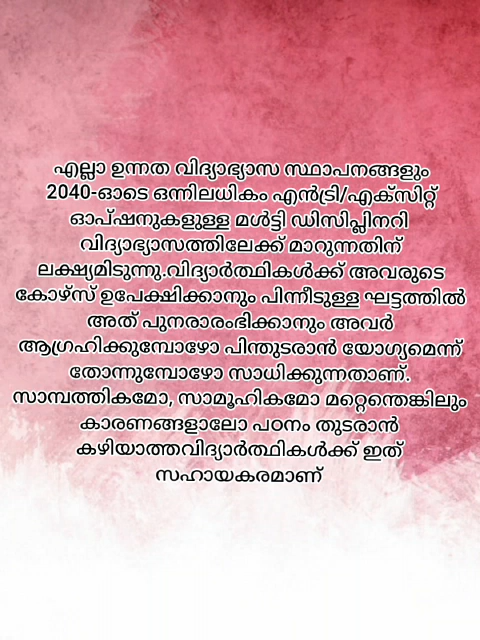 എല്ലാ ഉന്നത വിദ്യാഭ്യാസ സ്ഥാപനങ്ങളും
2040-ഓടെ ഒന്നിലധികം എൻട്രി/എക്സിറ്റ്
ഓപ്ഷനുകളുള്ള മൾട്ടി ഡിസിപ്ലിനറി
വിദ്യാഭ്യാസത്തിലേക്ക് മാറുന്നതിന്
ലക്ഷ്യമിടുന്നു.വിദ്യാർത്ഥികൾക്ക് അവരുടെ
കോഴ്സ് ഉപേക്ഷിക്കാനും പിന്നീടുള്ള ഘട്ടത്തിൽ
അത് പുനരാരംഭിക്കാനും അവർ
ആഗ്രഹിക്കുമ്പോഴോ പിന്തുടരാൻ യോഗ്യമെന്ന്
തോന്നുമ്പോഴോ സാധിക്കുന്നതാണ്.
സാമ്പത്തികമോ, സാമൂഹികമോ മറ്റെന്തെങ്കിലും
കാരണങ്ങളാലോ പഠനം തുടരാൻ
കഴിയാത്തവിദ്യാർത്ഥികൾക്ക് ഇത്
സഹായകരമാണ്